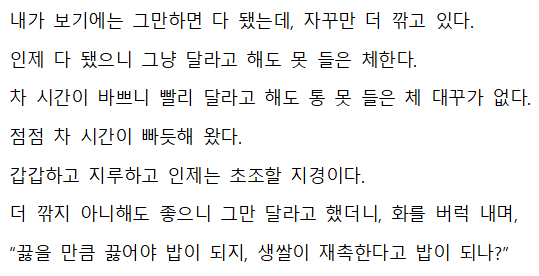 내가 보기에는 그만하면 다 됐는데, 자꾸만 더 깎고 있다.
인제 다 됐으니 그냥 달라고 해도 못 들은 체한다.
차 시간이 바쁘니 빨리 달라고 해도 통 못 들은 체 대꾸가 없다.
점점 차 시간이 빠듯해 왔다.
갑갑하고 지루하고 인제는 초조할 지경이다.
더 깎지 아니해도 좋으니 그만 달라고 했더니, 화를 버럭 내며,
“끓을 만큼 끓어야 밥이 되지, 생쌀이 재촉한다고 밥이 되나?”